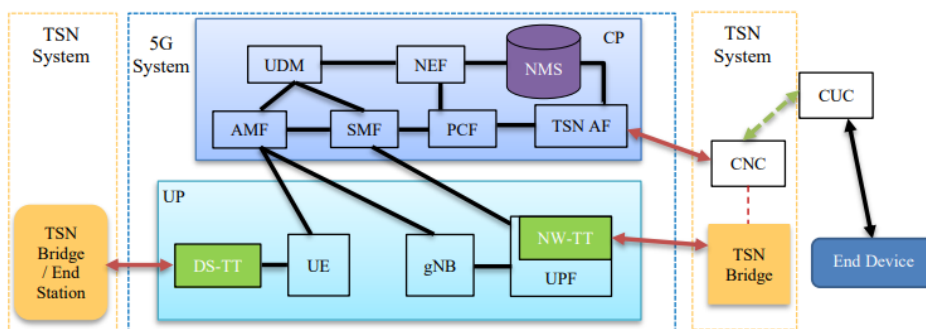 TSN
System
5G
System
CP
UDM
NEF
NMS
AMF
SMF
PCF
TSN AF
UP
DS-TT
UE
gNB
NW-TT
UPF
TSN
Bridge
/ End
Station
TSN
System
CUC
CNC
TSN
Bridge
End Device